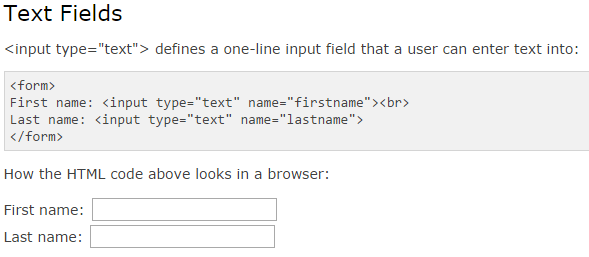 Text Fields
<input type="text"> defines a one-line input field that a user can enter text into:
<form>
First name: <input type="text" name="firstname"><br>
Last name: <input type="text" name="lastname">
</form>
How the HTML code above looks in a browser:
First name:
Last name: